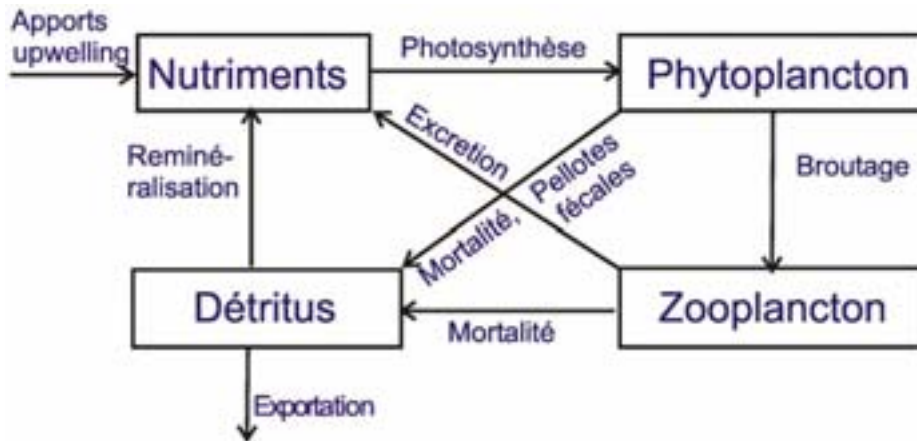 Apports
upwelling
Nutriments
Photosynthèse
Phytoplancton
Reminé-
ralisation
Excretion
Mortalité, Pellotes
fécales
Broutage
Détritus
Mortalité
Zooplancton
Exportation